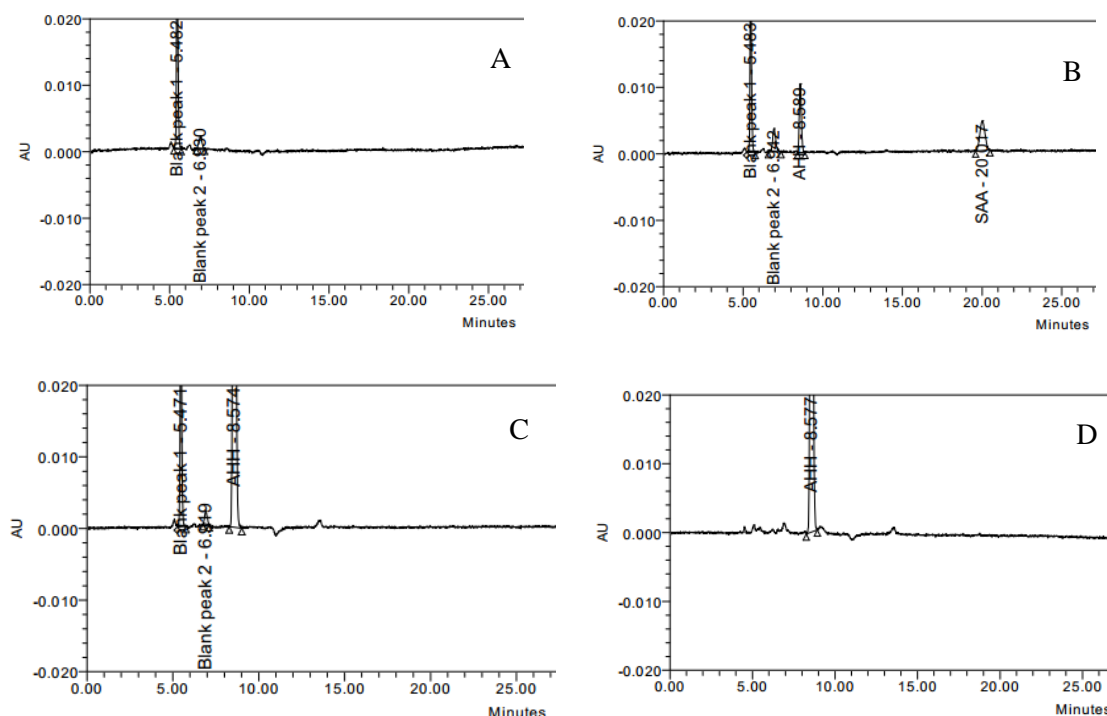 A
0.020
0.010
0.000
-0.010
-0.020
AU
Blank peak 1 - 5.482
Blank peak 2 - 6.930
0.00 5.00 10.00 15.00 20.00 25.00
Minutes
B
0.020
0.010
0.000
-0.010
-0.020
AU
Blank peak 1 - 5.483
Blank peak 2 - 6.942
AHH - 8.589
SAA - 20.017
0.00 5.00 10.00 15.00 20.00 25.00
Minutes
C
0.020
0.010
0.000
-0.010
-0.020
AU
Blank peak 1 - 5.471
Blank peak 2 - 6.919
AHH - 8.574
0.00 5.00 10.00 15.00 20.00 25.00
Minutes
D
0.020
0.010
0.000
-0.010
-0.020
AU
AHH - 8.577
0.00 5.00 10.00 15.00 20.00 25.00
Minutes